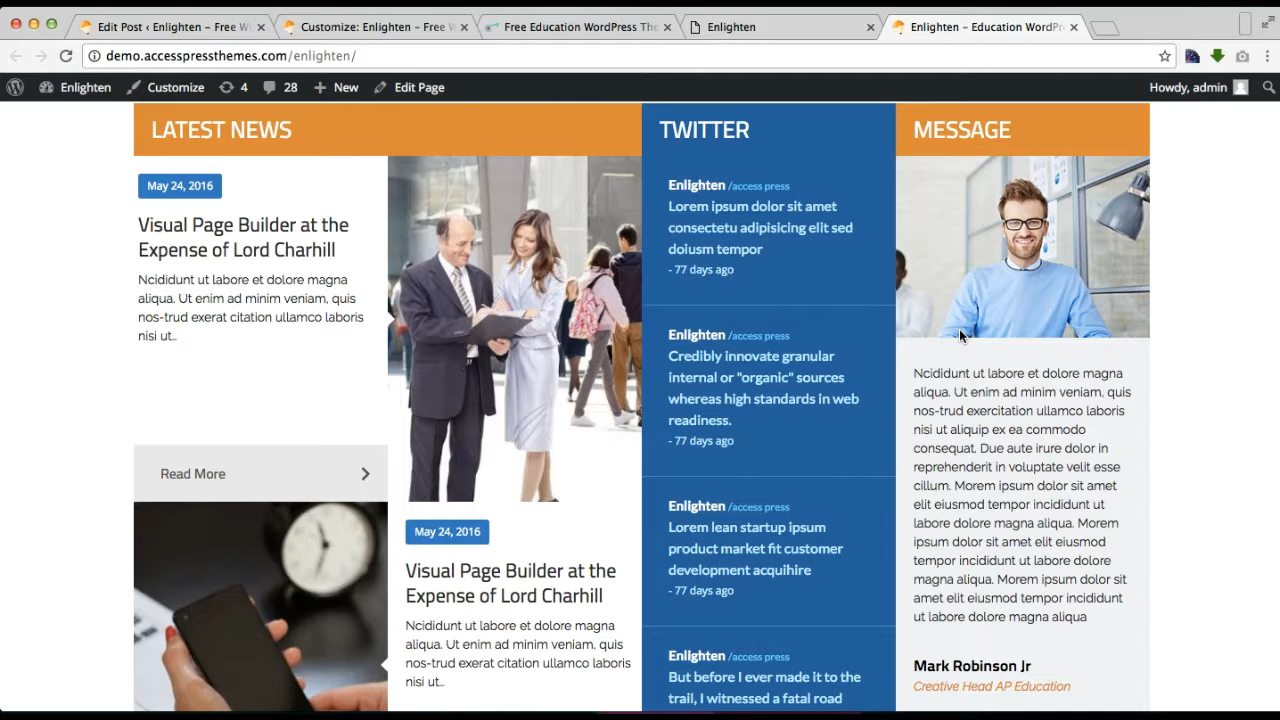 Edit Post ‹ Enlighten – Free W
Customize: Enlighten – Free W
Free Education WordPress The
Enlighten
Enlighten – Education WordPr
demo.accesspressthemes.com/enlighten/
Enlighten
Customize
4
28
New
Edit Page
Howdy, admin
LATEST NEWS
May 24, 2016
Visual Page Builder at the
Expense of Lord Charhill
Ncididunt ut labore et dolore magna
aliqua. Ut enim ad minim veniam, quis
nos-trud exerat citation ullamco laboris
nisi ut...
Read More
May 24, 2016
Visual Page Builder at the
Expense of Lord Charhill
Ncididunt ut labore et dolore magna
aliqua. Ut enim ad minim veniam, quis
nos-trud exerat citation ullamco laboris
nisi ut...
TWITTER
Enlighten /access press
Lorem ipsum dolor sit amet
consectetu adipisicing elit sed
doiusm tempor
- 77 days ago
Enlighten /access press
Credibly innovate granular
internal or "organic" sources
whereas high standards in web
readiness.
- 77 days ago
Enlighten /access press
Lorem lean startup ipsum
product market fit customer
development acquihire
- 77 days ago
Enlighten /access press
But before I ever made it to the
trail, I witnessed a fatal road
MESSAGE
Ncididunt ut labore et dolore magna
aliqua. Ut enim ad minim veniam, quis
nos-trud exercitation ullamco laboris
nisi ut aliquip ex ea commodo
consequat. Due aute irure dolor in
reprehenderit in voluptate velit esse
cillum. Morem ipsum dolor sit amet
elit eiusmod tempor incididunt ut
labore dolore magna aliqua. Morem
ipsum dolor sit amet elit eiusmod
tempor incididunt ut labore dolore
magna aliqua. Morem ipsum dolor sit
amet elit eiusmod tempor incididunt
ut labore dolore magna aliqua
Mark Robinson Jr
Creative Head AP Education